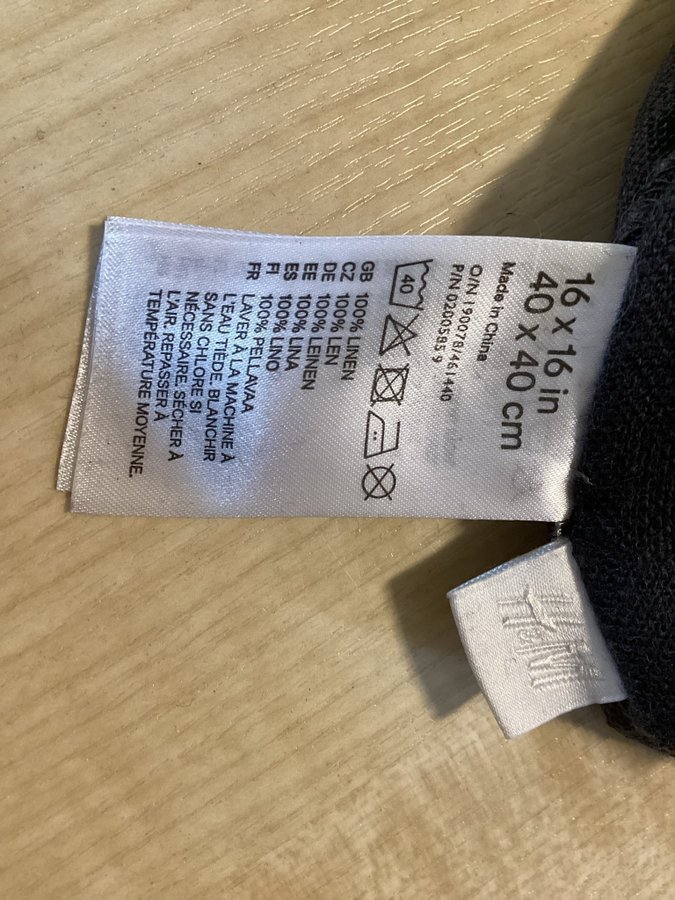 16 x 16 in
40 x 40 cm
Made in China
O/N 190078/461440
P/N 02005859
40
GB 100% LINEN
CZ 100% LEN
DE 100% LEINEN
EE 100% LINA
ES 100% LINO
FI 100% PELLAVAA
FR LAVER À LA MACHINE À
L'EAU TIÈDE. BLANCHIR
SANS CHLORE SI
NÉCESSAIRE. SÉCHER À
L'AIR. REPASSER À
TEMPÉRATURE MOYENNE.
H&M